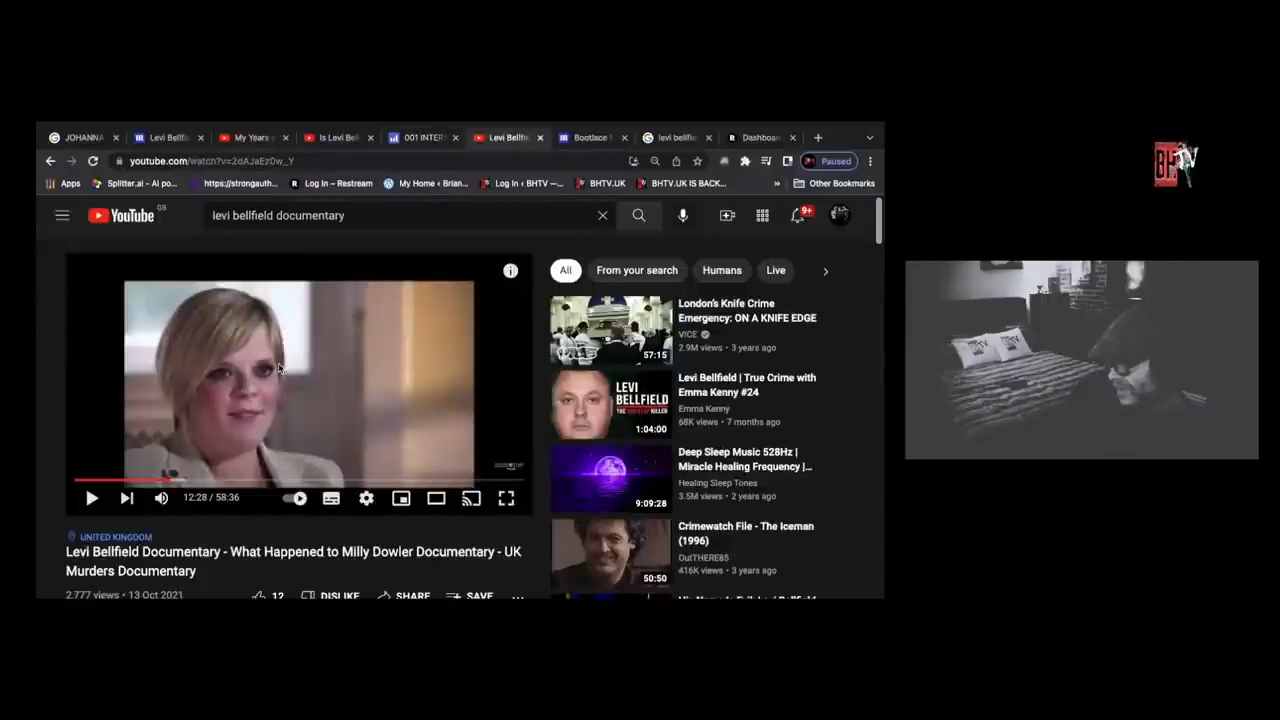 JOHANNA
Levi Bellfi
My Years
Is Levi Bel
001 INTER
Levi Bellfie
Bootlace
levi bellfie
Dashboar
youtube.com/watch?v=2dAJaEz0w_Y
Paused
Apps
Splitter.ai - AI po...
https://strongauth...
Log In ‹ Restream
My Home ‹ Brian...
Log In ‹ BHTV —...
BHTV.UK
BHTV.UK IS BACK...
»
Other Bookmarks
YouTube GB
levi bellfield documentary
9+
BHTV
All
From your search
Humans
Live
London's Knife Crime
Emergency: ON A KNIFE EDGE
VICE
2.9M views • 3 years ago
57:15
LEVI
BELLFIELD
Levi Bellfield | True Crime with
Emma Kenny #24
Emma Kenny
68K views • 7 months ago
1:04:00
Deep Sleep Music 528Hz |
Miracle Healing Frequency |...
Healing Sleep Tones
3.5M views • 2 years ago
9:09:28
12:28 / 58:36
Crimewatch File - The Iceman
(1996)
OutTHERE85
416K views • 3 years ago
50:50
UNITED KINGDOM
Levi Bellfield Documentary - What Happened to Milly Dowler Documentary - UK
Murders Documentary
2,777 views • 13 Oct 2021
12
DISLIKE
SHARE
SAVE